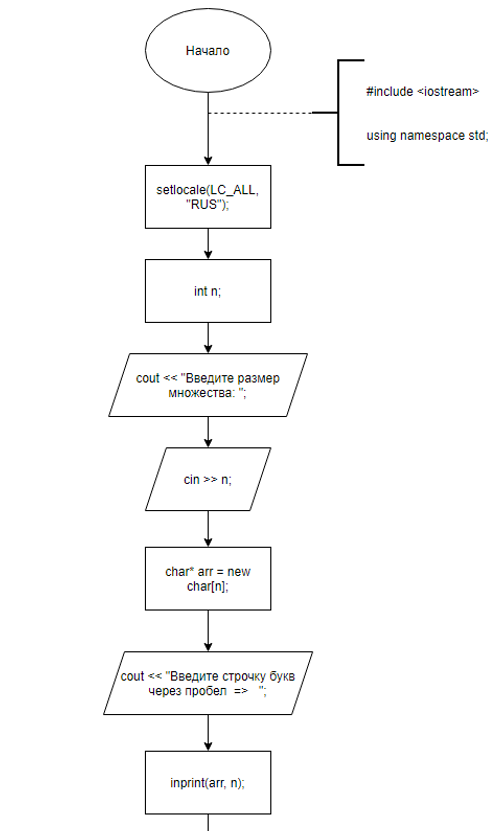 Начало
#include <iostream>
using namespace std;
setlocale(LC_ALL,
"RUS");
int n;
cout << "Введите размер
множества: ";
cin >> n;
char* arr = new
char[n];
cout << "Введите строчку букв
через пробел => ";
inprint(arr, n);